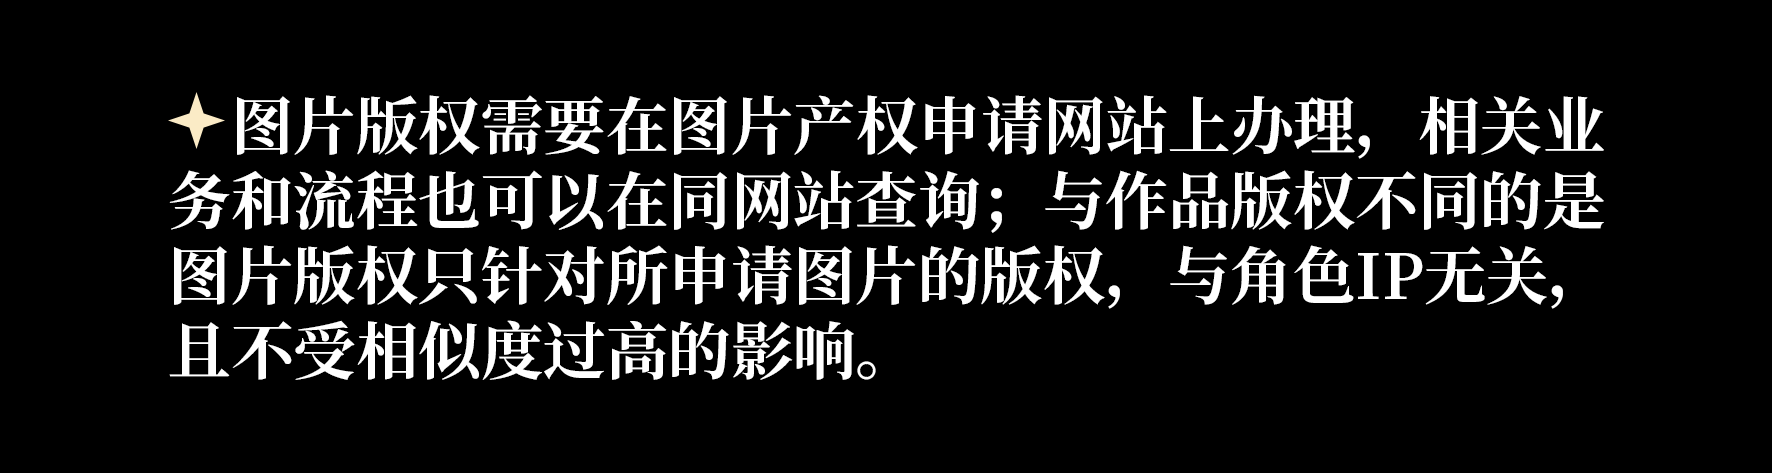 图片版权需要在图片产权申请网站上办理，相关业
务和流程也可以在同网站查询；与作品版权不同的是
图片版权只针对所申请图片的版权，与角色IP无关，
且不受相似度过高的影响。